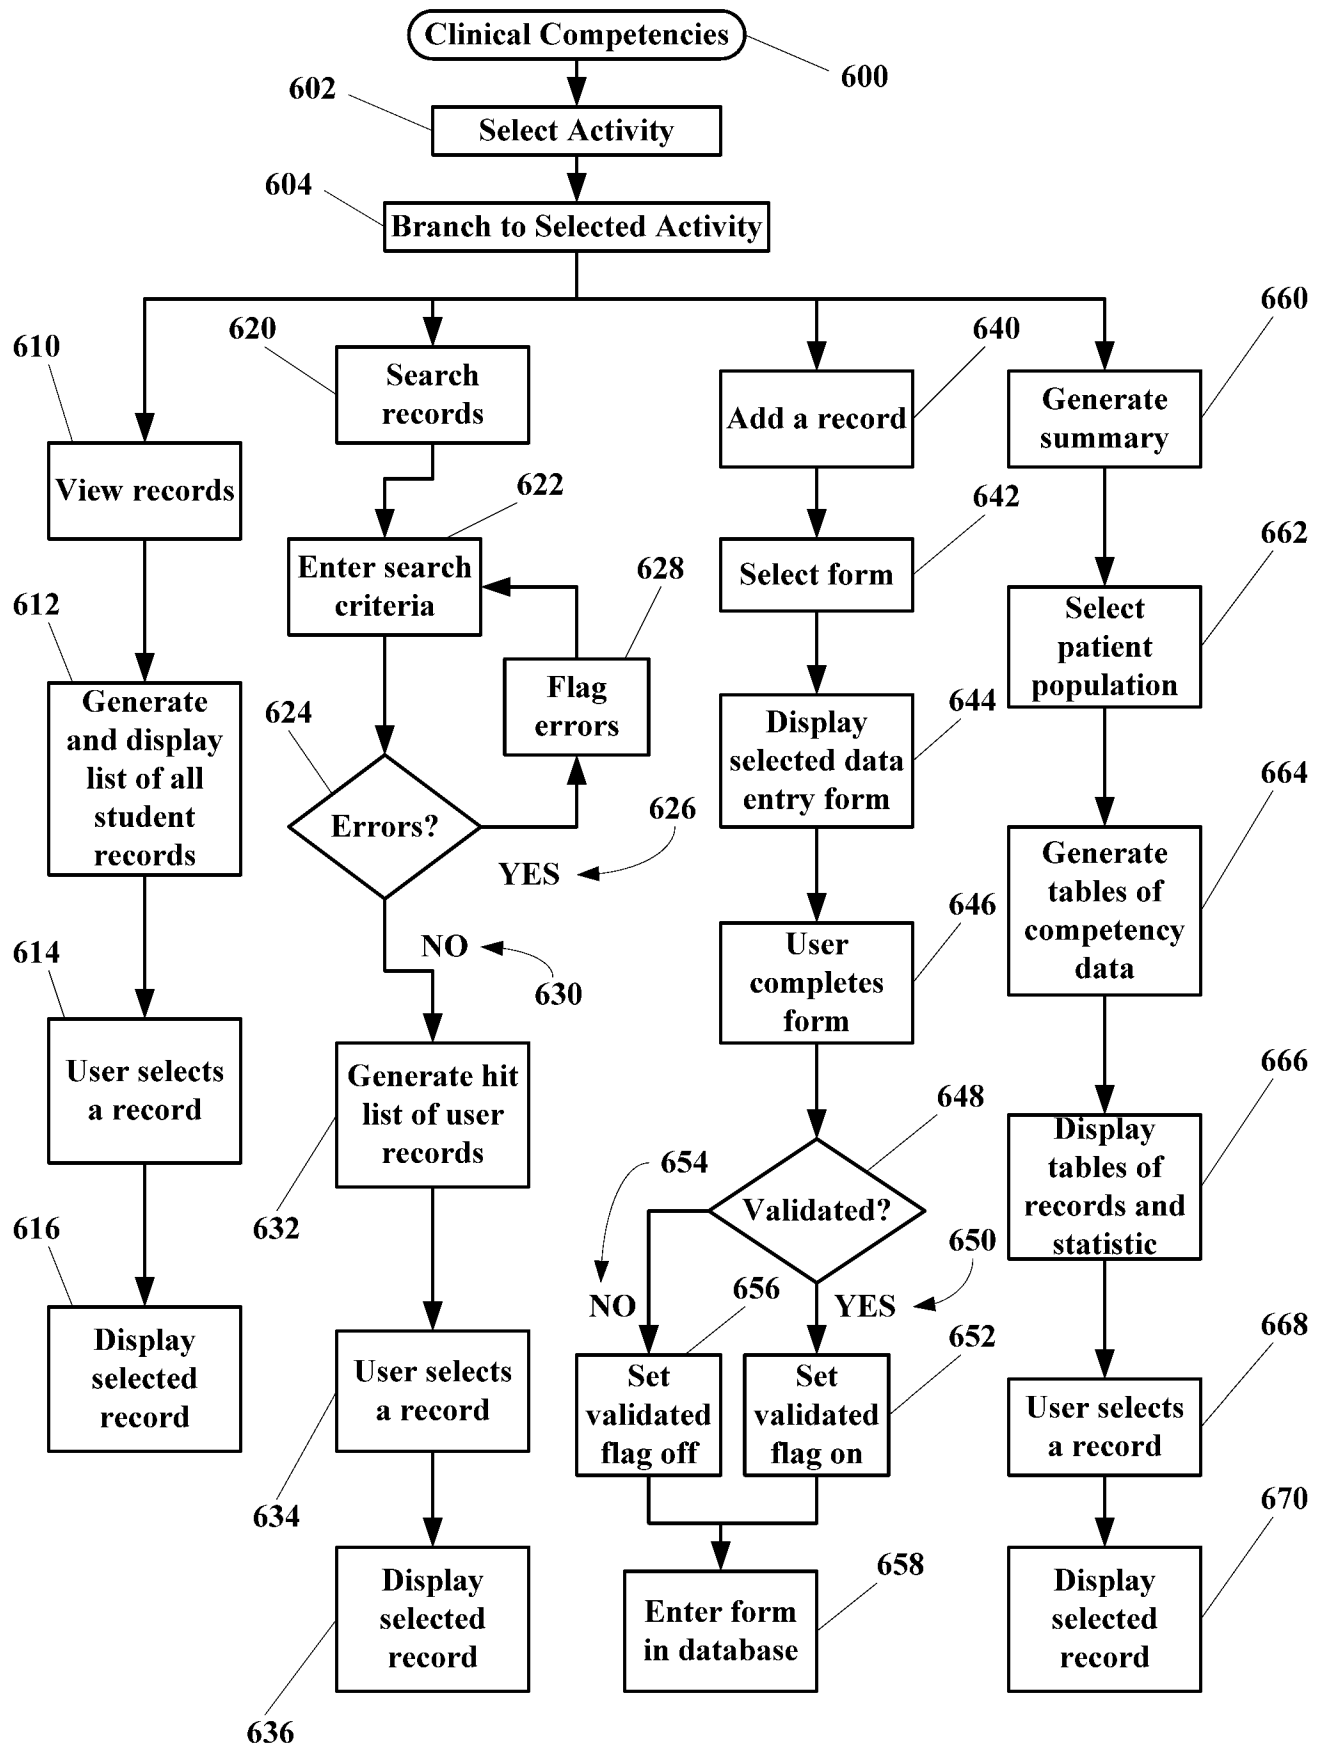 Clinical Competencies
600
602
Select Activity
604
Branch to Selected Activity
610
View records
612
Generate
and display
list of all
student
records
614
User selects
a record
616
Display
selected
record
620
Search
records
622
Enter search
criteria
628
Flag
errors
624
Errors?
626
YES
NO
630
Generate hit
list of user
records
632
User selects
a record
634
Display
selected
record
636
640
Add a record
642
Select form
644
Display
selected data
entry form
646
User
completes
form
648
Validated?
654
NO
650
YES
656
Set
validated
flag off
652
Set
validated
flag on
658
Enter form
in database
660
Generate
summary
662
Select
patient
population
664
Generate
tables of
competency
data
666
Display
tables of
records and
statistic
668
User selects
a record
670
Display
selected
record